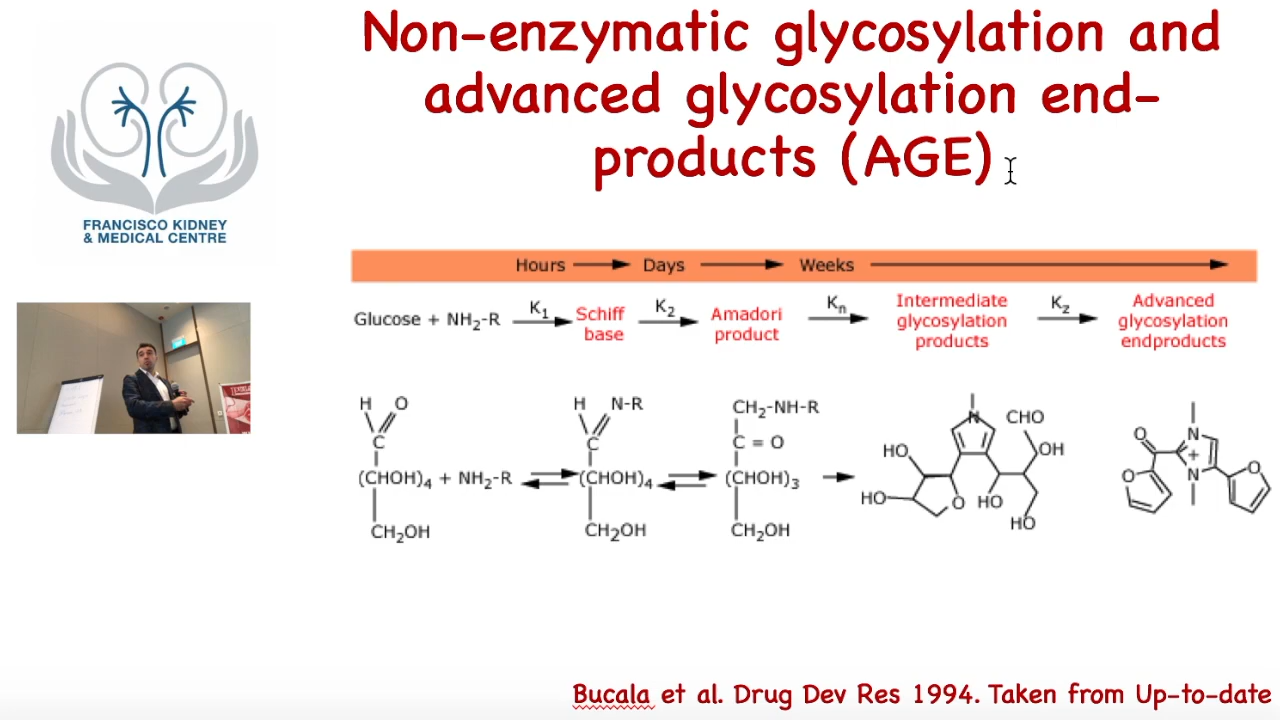 Non-enzymatic glycosylation and
advanced glycosylation end-
products (AGE)
FRANCISCO KIDNEY
& MEDICAL CENTRE
Hours Days Weeks
Glucose + NH₂-R K₁ Schiff base K₂ Amadori product Kₙ Intermediate glycosylation products K_z Advanced glycosylation endproducts
H O
C
(CHOH)₄ + NH₂-R
CH₂OH
H N-R
C
(CHOH)₄
CH₂OH
CH₂-NH-R
C = O
(CHOH)₃
CH₂OH
N CHO
HO OH
HO O HO
HO
O N
+
N O
O
Bucala et al. Drug Dev Res 1994. Taken from Up-to-date